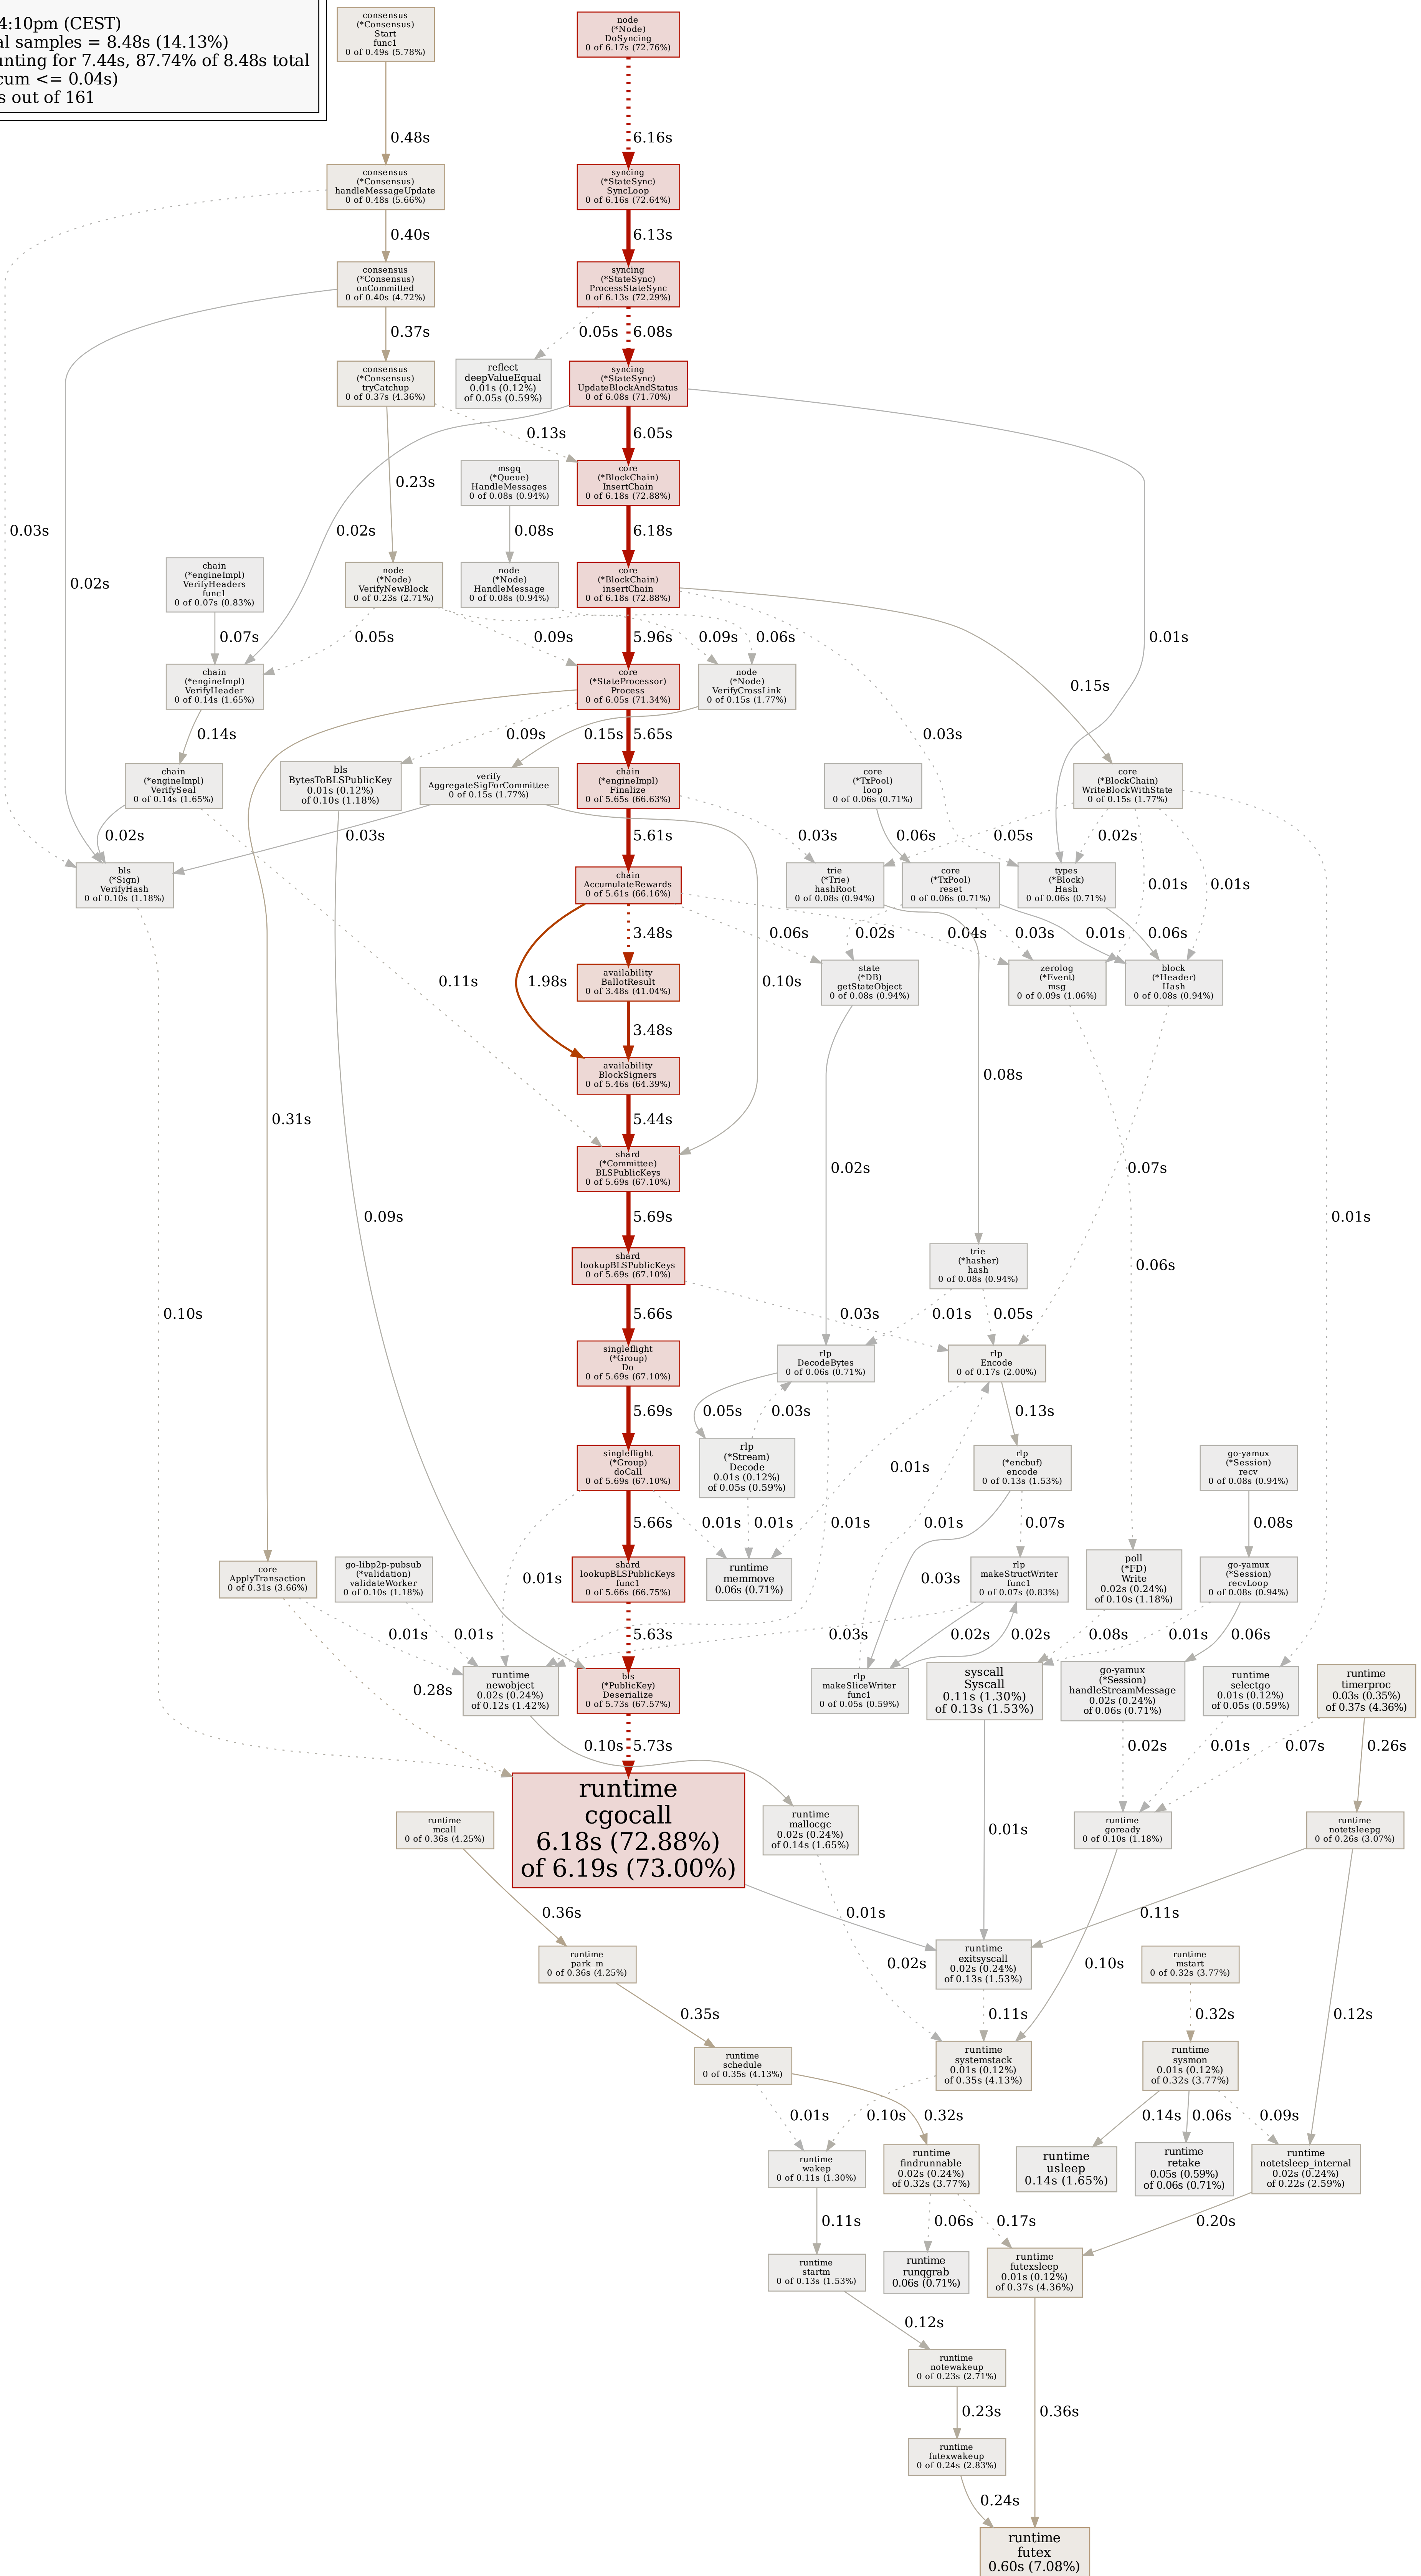 4:10pm (CEST)
al samples = 8.48s (14.13%)
unting for 7.44s, 87.74% of 8.48s total
cum <= 0.04s)
s out of 161
consensus
(*Consensus)
Start
func1
0 of 0.49s (5.78%)
node
(*Node)
DoSyncing
0 of 6.17s (72.76%)
0.48s
6.16s
consensus
(*Consensus)
handleMessageUpdate
0 of 0.48s (5.66%)
syncing
(*StateSync)
SyncLoop
0 of 6.16s (72.64%)
0.40s
6.13s
consensus
(*Consensus)
onCommitted
0 of 0.40s (4.72%)
syncing
(*StateSync)
ProcessStateSync
0 of 6.13s (72.29%)
0.37s
0.05s
6.08s
consensus
(*Consensus)
tryCatchup
0 of 0.37s (4.36%)
reflect
deepValueEqual
0.01s (0.12%)
of 0.05s (0.59%)
syncing
(*StateSync)
UpdateBlockAndStatus
0 of 6.08s (71.70%)
0.13s
6.05s
0.23s
msgq
(*Queue)
HandleMessages
0 of 0.08s (0.94%)
core
(*BlockChain)
InsertChain
0 of 6.18s (72.88%)
0.03s
0.02s
0.08s
6.18s
0.02s
chain
(*engineImpl)
VerifyHeaders
func1
0 of 0.07s (0.83%)
node
(*Node)
VerifyNewBlock
0 of 0.23s (2.71%)
node
(*Node)
HandleMessage
0 of 0.08s (0.94%)
core
(*BlockChain)
insertChain
0 of 6.18s (72.88%)
0.07s
0.05s
0.09s
5.96s
0.09s
0.06s
0.01s
chain
(*engineImpl)
VerifyHeader
0 of 0.14s (1.65%)
core
(*StateProcessor)
Process
0 of 6.05s (71.34%)
node
(*Node)
VerifyCrossLink
0 of 0.15s (1.77%)
0.15s
0.14s
0.09s
0.15s
5.65s
0.03s
chain
(*engineImpl)
VerifySeal
0 of 0.14s (1.65%)
bls
BytesToBLSPublicKey
0.01s (0.12%)
of 0.10s (1.18%)
verify
AggregateSigForCommittee
0 of 0.15s (1.77%)
chain
(*engineImpl)
Finalize
0 of 5.65s (66.63%)
core
(*TxPool)
loop
0 of 0.06s (0.71%)
core
(*BlockChain)
WriteBlockWithState
0 of 0.15s (1.77%)
0.02s
0.03s
5.61s
0.03s
0.06s
0.05s
0.02s
bls
(*Sign)
VerifyHash
0 of 0.10s (1.18%)
chain
AccumulateRewards
0 of 5.61s (66.16%)
trie
(*Trie)
hashRoot
0 of 0.08s (0.94%)
core
(*TxPool)
reset
0 of 0.06s (0.71%)
types
(*Block)
Hash
0 of 0.06s (0.71%)
0.01s
0.01s
3.48s
0.06s
0.02s
0.04s
0.03s
0.01s
0.06s
0.11s
1.98s
availability
BallotResult
0 of 3.48s (41.04%)
0.10s
state
(*DB)
getStateObject
0 of 0.08s (0.94%)
zerolog
(*Event)
msg
0 of 0.09s (1.06%)
block
(*Header)
Hash
0 of 0.08s (0.94%)
3.48s
availability
BlockSigners
0 of 5.46s (64.39%)
0.08s
0.31s
5.44s
shard
(*Committee)
BLSPublicKeys
0 of 5.69s (67.10%)
0.02s
0.07s
0.09s
5.69s
0.01s
shard
lookupBLSPublicKeys
0 of 5.69s (67.10%)
trie
(*hasher)
hash
0 of 0.08s (0.94%)
0.06s
0.10s
5.66s
0.03s
0.01s
0.05s
singleflight
(*Group)
Do
0 of 5.69s (67.10%)
rlp
DecodeBytes
0 of 0.06s (0.71%)
rlp
Encode
0 of 0.17s (2.00%)
5.69s
0.05s
0.03s
0.13s
singleflight
(*Group)
doCall
0 of 5.69s (67.10%)
rlp
(*Stream)
Decode
0.01s (0.12%)
of 0.05s (0.59%)
0.01s
rlp
(*encbuf)
encode
0 of 0.13s (1.53%)
go-yamux
(*Session)
recv
0 of 0.08s (0.94%)
5.66s
0.01s
0.01s
0.01s
0.01s
0.07s
0.08s
core
ApplyTransaction
0 of 0.31s (3.66%)
go-libp2p-pubsub
(*validation)
validateWorker
0 of 0.10s (1.18%)
0.01s
shard
lookupBLSPublicKeys
func1
0 of 5.66s (66.75%)
runtime
memmove
0.06s (0.71%)
0.03s
rlp
makeStructWriter
func1
0 of 0.07s (0.83%)
poll
(*FD)
Write
0.02s (0.24%)
of 0.10s (1.18%)
go-yamux
(*Session)
recvLoop
0 of 0.08s (0.94%)
0.01s
0.01s
5.63s
0.03s
0.02s
0.02s
0.08s
0.01s
0.06s
0.28s
runtime
newobject
0.02s (0.24%)
of 0.12s (1.42%)
bls
(*PublicKey)
Deserialize
0 of 5.73s (67.57%)
rlp
makeSliceWriter
func1
0 of 0.05s (0.59%)
syscall
Syscall
0.11s (1.30%)
of 0.13s (1.53%)
go-yamux
(*Session)
handleStreamMessage
0.02s (0.24%)
of 0.06s (0.71%)
runtime
selectgo
0.01s (0.12%)
of 0.05s (0.59%)
runtime
timerproc
0.03s (0.35%)
of 0.37s (4.36%)
0.10s
5.73s
0.02s
0.01s
0.07s
0.26s
runtime
mcall
0 of 0.36s (4.25%)
runtime
cgocall
6.18s (72.88%)
of 6.19s (73.00%)
runtime
mallocgc
0.02s (0.24%)
of 0.14s (1.65%)
0.01s
runtime
goready
0 of 0.10s (1.18%)
runtime
notetsleepg
0 of 0.26s (3.07%)
0.36s
0.01s
0.11s
runtime
park_m
0 of 0.36s (4.25%)
0.02s
runtime
exitsyscall
0.02s (0.24%)
of 0.13s (1.53%)
0.10s
runtime
mstart
0 of 0.32s (3.77%)
0.35s
0.11s
0.32s
0.12s
runtime
schedule
0 of 0.35s (4.13%)
runtime
systemstack
0.01s (0.12%)
of 0.35s (4.13%)
runtime
sysmon
0.01s (0.12%)
of 0.32s (3.77%)
0.01s
0.10s
0.32s
0.14s
0.06s
0.09s
runtime
wakep
0 of 0.11s (1.30%)
runtime
findrunnable
0.02s (0.24%)
of 0.32s (3.77%)
runtime
usleep
0.14s (1.65%)
runtime
retake
0.05s (0.59%)
of 0.06s (0.71%)
runtime
notetsleep_internal
0.02s (0.24%)
of 0.22s (2.59%)
0.11s
0.06s
0.17s
0.20s
runtime
startm
0 of 0.13s (1.53%)
runtime
runqgrab
0.06s (0.71%)
runtime
futexsleep
0.01s (0.12%)
of 0.37s (4.36%)
0.12s
runtime
notewakeup
0 of 0.23s (2.71%)
0.23s
0.36s
runtime
futexwakeup
0 of 0.24s (2.83%)
0.24s
runtime
futex
0.60s (7.08%)